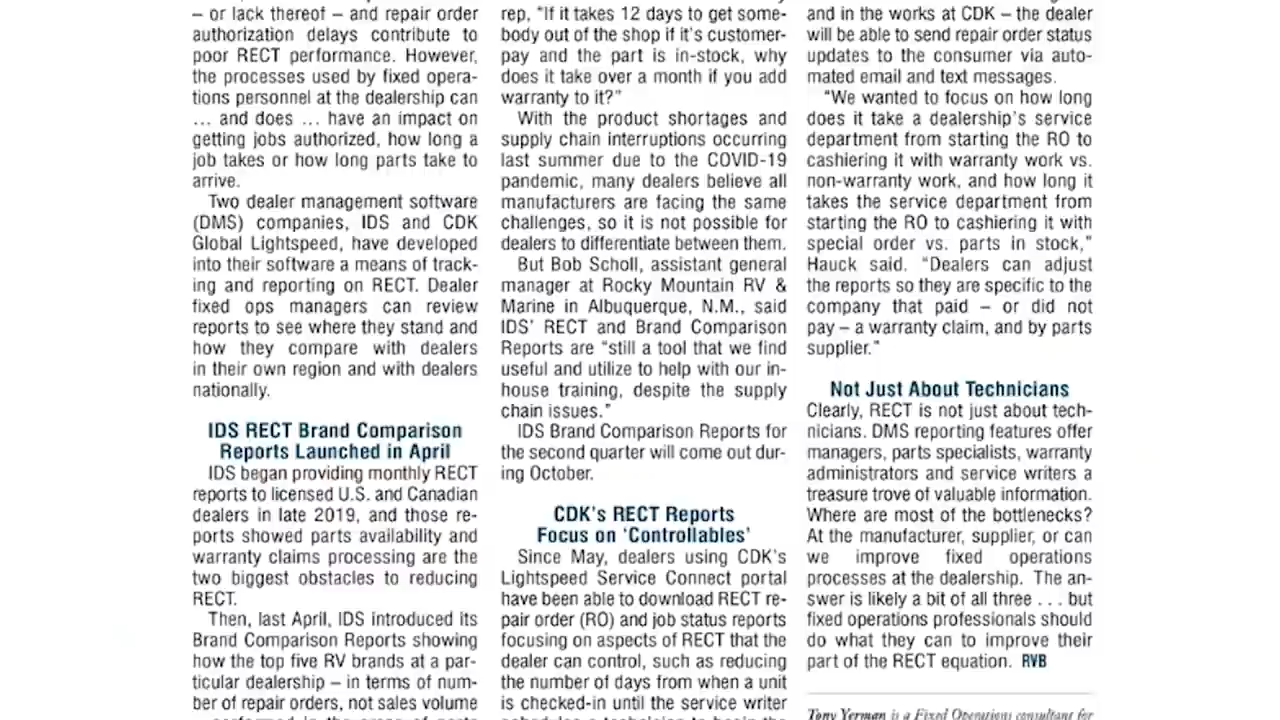 – or lack thereof – and repair order
authorization delays contribute to
poor RECT performance. However,
the processes used by fixed opera-
tions personnel at the dealership can
... and does ... have an impact on
getting jobs authorized, how long a
job takes or how long parts take to
arrive.
Two dealer management software
(DMS) companies, IDS and CDK
Global Lightspeed, have developed
into their software a means of track-
ing and reporting on RECT. Dealer
fixed ops managers can review
reports to see where they stand and
how they compare with dealers
in their own region and with dealers
nationally.
IDS RECT Brand Comparison
Reports Launched in April
IDS began providing monthly RECT
reports to licensed U.S. and Canadian
dealers in late 2019, and those re-
ports showed parts availability and
warranty claims processing are the
two biggest obstacles to reducing
RECT.
Then, last April, IDS introduced its
Brand Comparison Reports showing
how the top five RV brands at a par-
ticular dealership – in terms of num-
ber of repair orders, not sales volume
rep, “If it takes 12 days to get some-
body out of the shop if it’s customer-
pay and the part is in-stock, why
does it take over a month if you add
warranty to it?”
With the product shortages and
supply chain interruptions occurring
last summer due to the COVID-19
pandemic, many dealers believe all
manufacturers are facing the same
challenges, so it is not possible for
dealers to differentiate between them.
But Bob Scholl, assistant general
manager at Rocky Mountain RV &
Marine in Albuquerque, N.M., said
IDS’ RECT and Brand Comparison
Reports are “still a tool that we find
useful and utilize to help with our in-
house training, despite the supply
chain issues.”
IDS Brand Comparison Reports for
the second quarter will come out dur-
ing October.
CDK’s RECT Reports
Focus on ‘Controllables’
Since May, dealers using CDK’s
Lightspeed Service Connect portal
have been able to download RECT re-
pair order (RO) and job status reports
focusing on aspects of RECT that the
dealer can control, such as reducing
the number of days from when a unit
is checked-in until the service writer
and in the works at CDK – the dealer
will be able to send repair order status
updates to the consumer via auto-
mated email and text messages.
“We wanted to focus on how long
does it take a dealership’s service
department from starting the RO to
cashiering it with warranty work vs.
non-warranty work, and how long it
takes the service department from
starting the RO to cashiering it with
special order vs. parts in stock,”
Hauck said. “Dealers can adjust
the reports so they are specific to the
company that paid – or did not
pay – a warranty claim, and by parts
supplier.”
Not Just About Technicians
Clearly, RECT is not just about tech-
nicians. DMS reporting features offer
managers, parts specialists, warranty
administrators and service writers a
treasure trove of valuable information.
Where are most of the bottlenecks?
At the manufacturer, supplier, or can
we improve fixed operations
processes at the dealership. The an-
swer is likely a bit of all three . . . but
fixed operations professionals should
do what they can to improve their
part of the RECT equation. RVB
Tony Yerman is a Fixed Operations consultant for